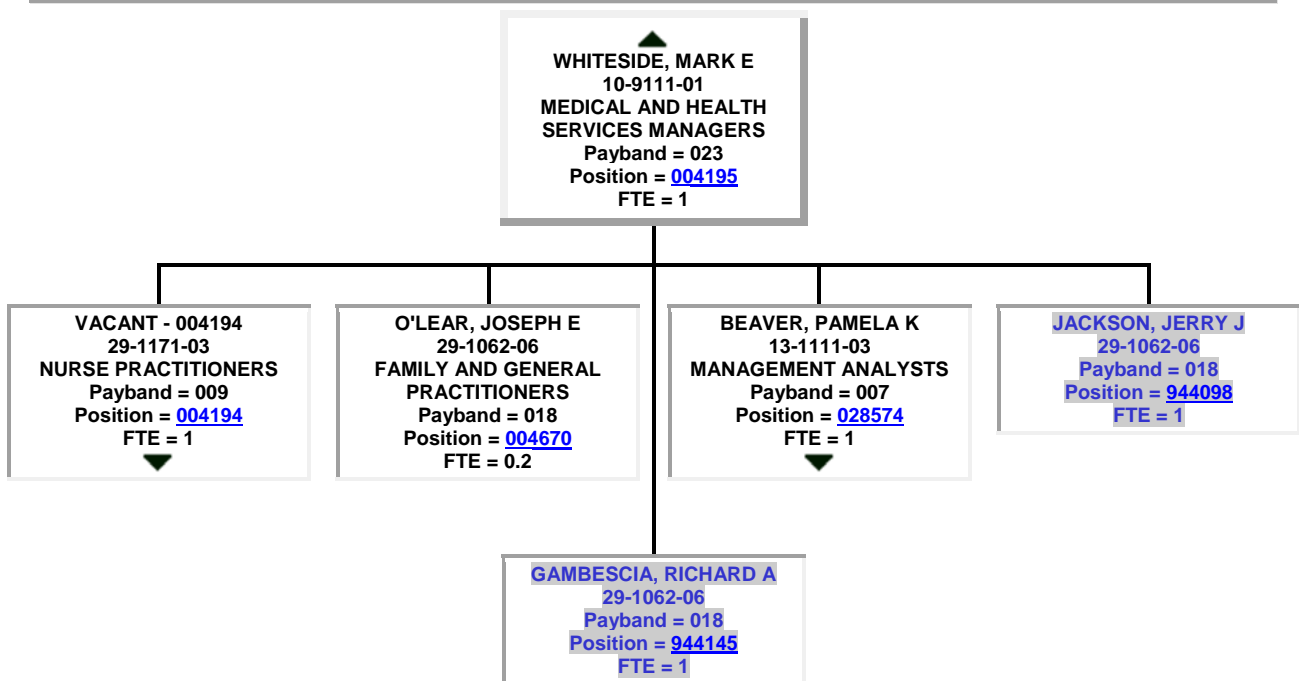 WHITESIDE, MARK E
10-9111-01
MEDICAL AND HEALTH
SERVICES MANAGERS
Payband = 023
Position = 004195
FTE = 1
VACANT - 004194
29-1171-03
NURSE PRACTITIONERS
Payband = 009
Position = 004194
FTE = 1
O'LEAR, JOSEPH E
29-1062-06
FAMILY AND GENERAL
PRACTITIONERS
Payband = 018
Position = 004670
FTE = 0.2
BEAVER, PAMELA K
13-1111-03
MANAGEMENT ANALYSTS
Payband = 007
Position = 028574
FTE = 1
JACKSON, JERRY J
29-1062-06
Payband = 018
Position = 944098
FTE = 1
GAMBESCIA, RICHARD A
29-1062-06
Payband = 018
Position = 944145
FTE = 1